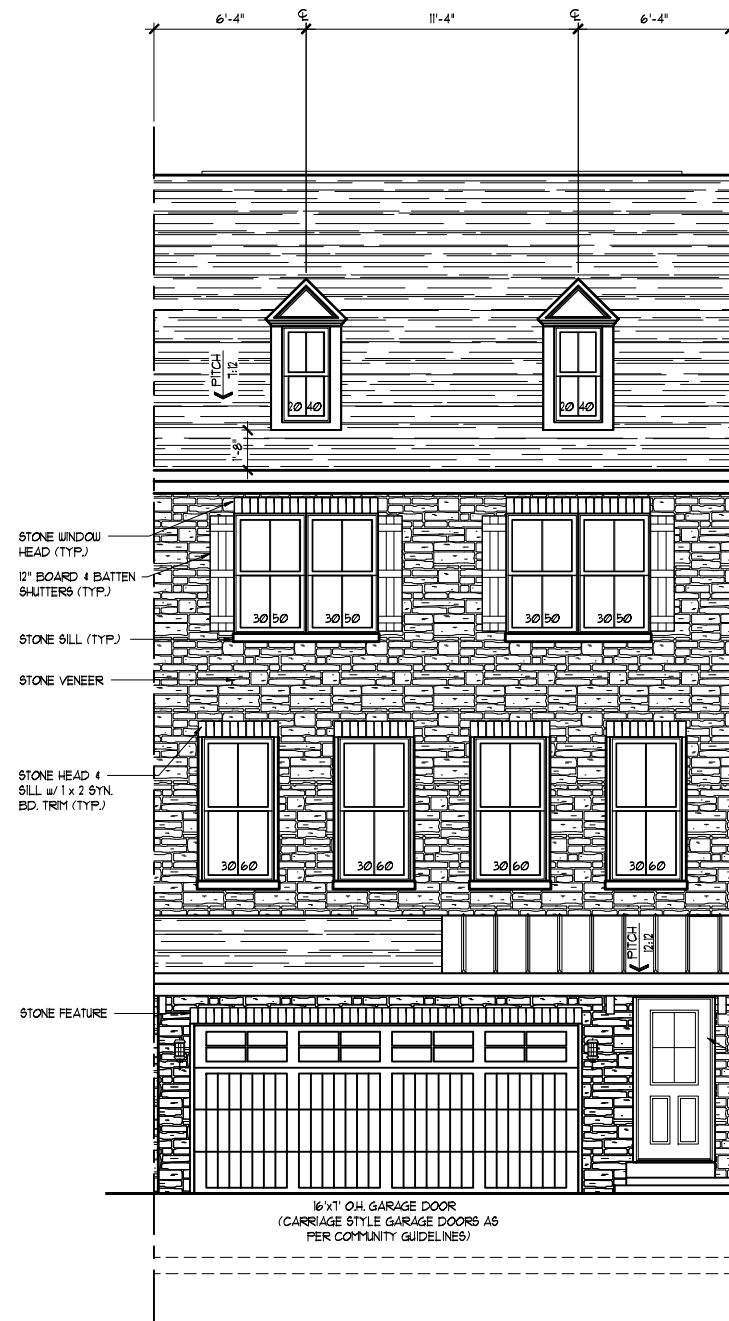 6'-4" ℄ 11'-4" ℄ 6'-4"
PITCH
7:12
20 40 20 40
1'-8"
STONE WINDOW
HEAD (TYP.)
12" BOARD & BATTEN
SHUTTERS (TYP.)
30 50 30 50 30 50 30 50
STONE SILL (TYP.)
STONE VENEER
STONE HEAD &
SILL w/ 1 x 2 SYN.
BD. TRIM (TYP.)
30 60 30 60 30 60 30 60
PITCH
12:12
STONE FEATURE
16'x7' O.H. GARAGE DOOR
(CARRIAGE STYLE GARAGE DOORS AS
PER COMMUNITY GUIDELINES)